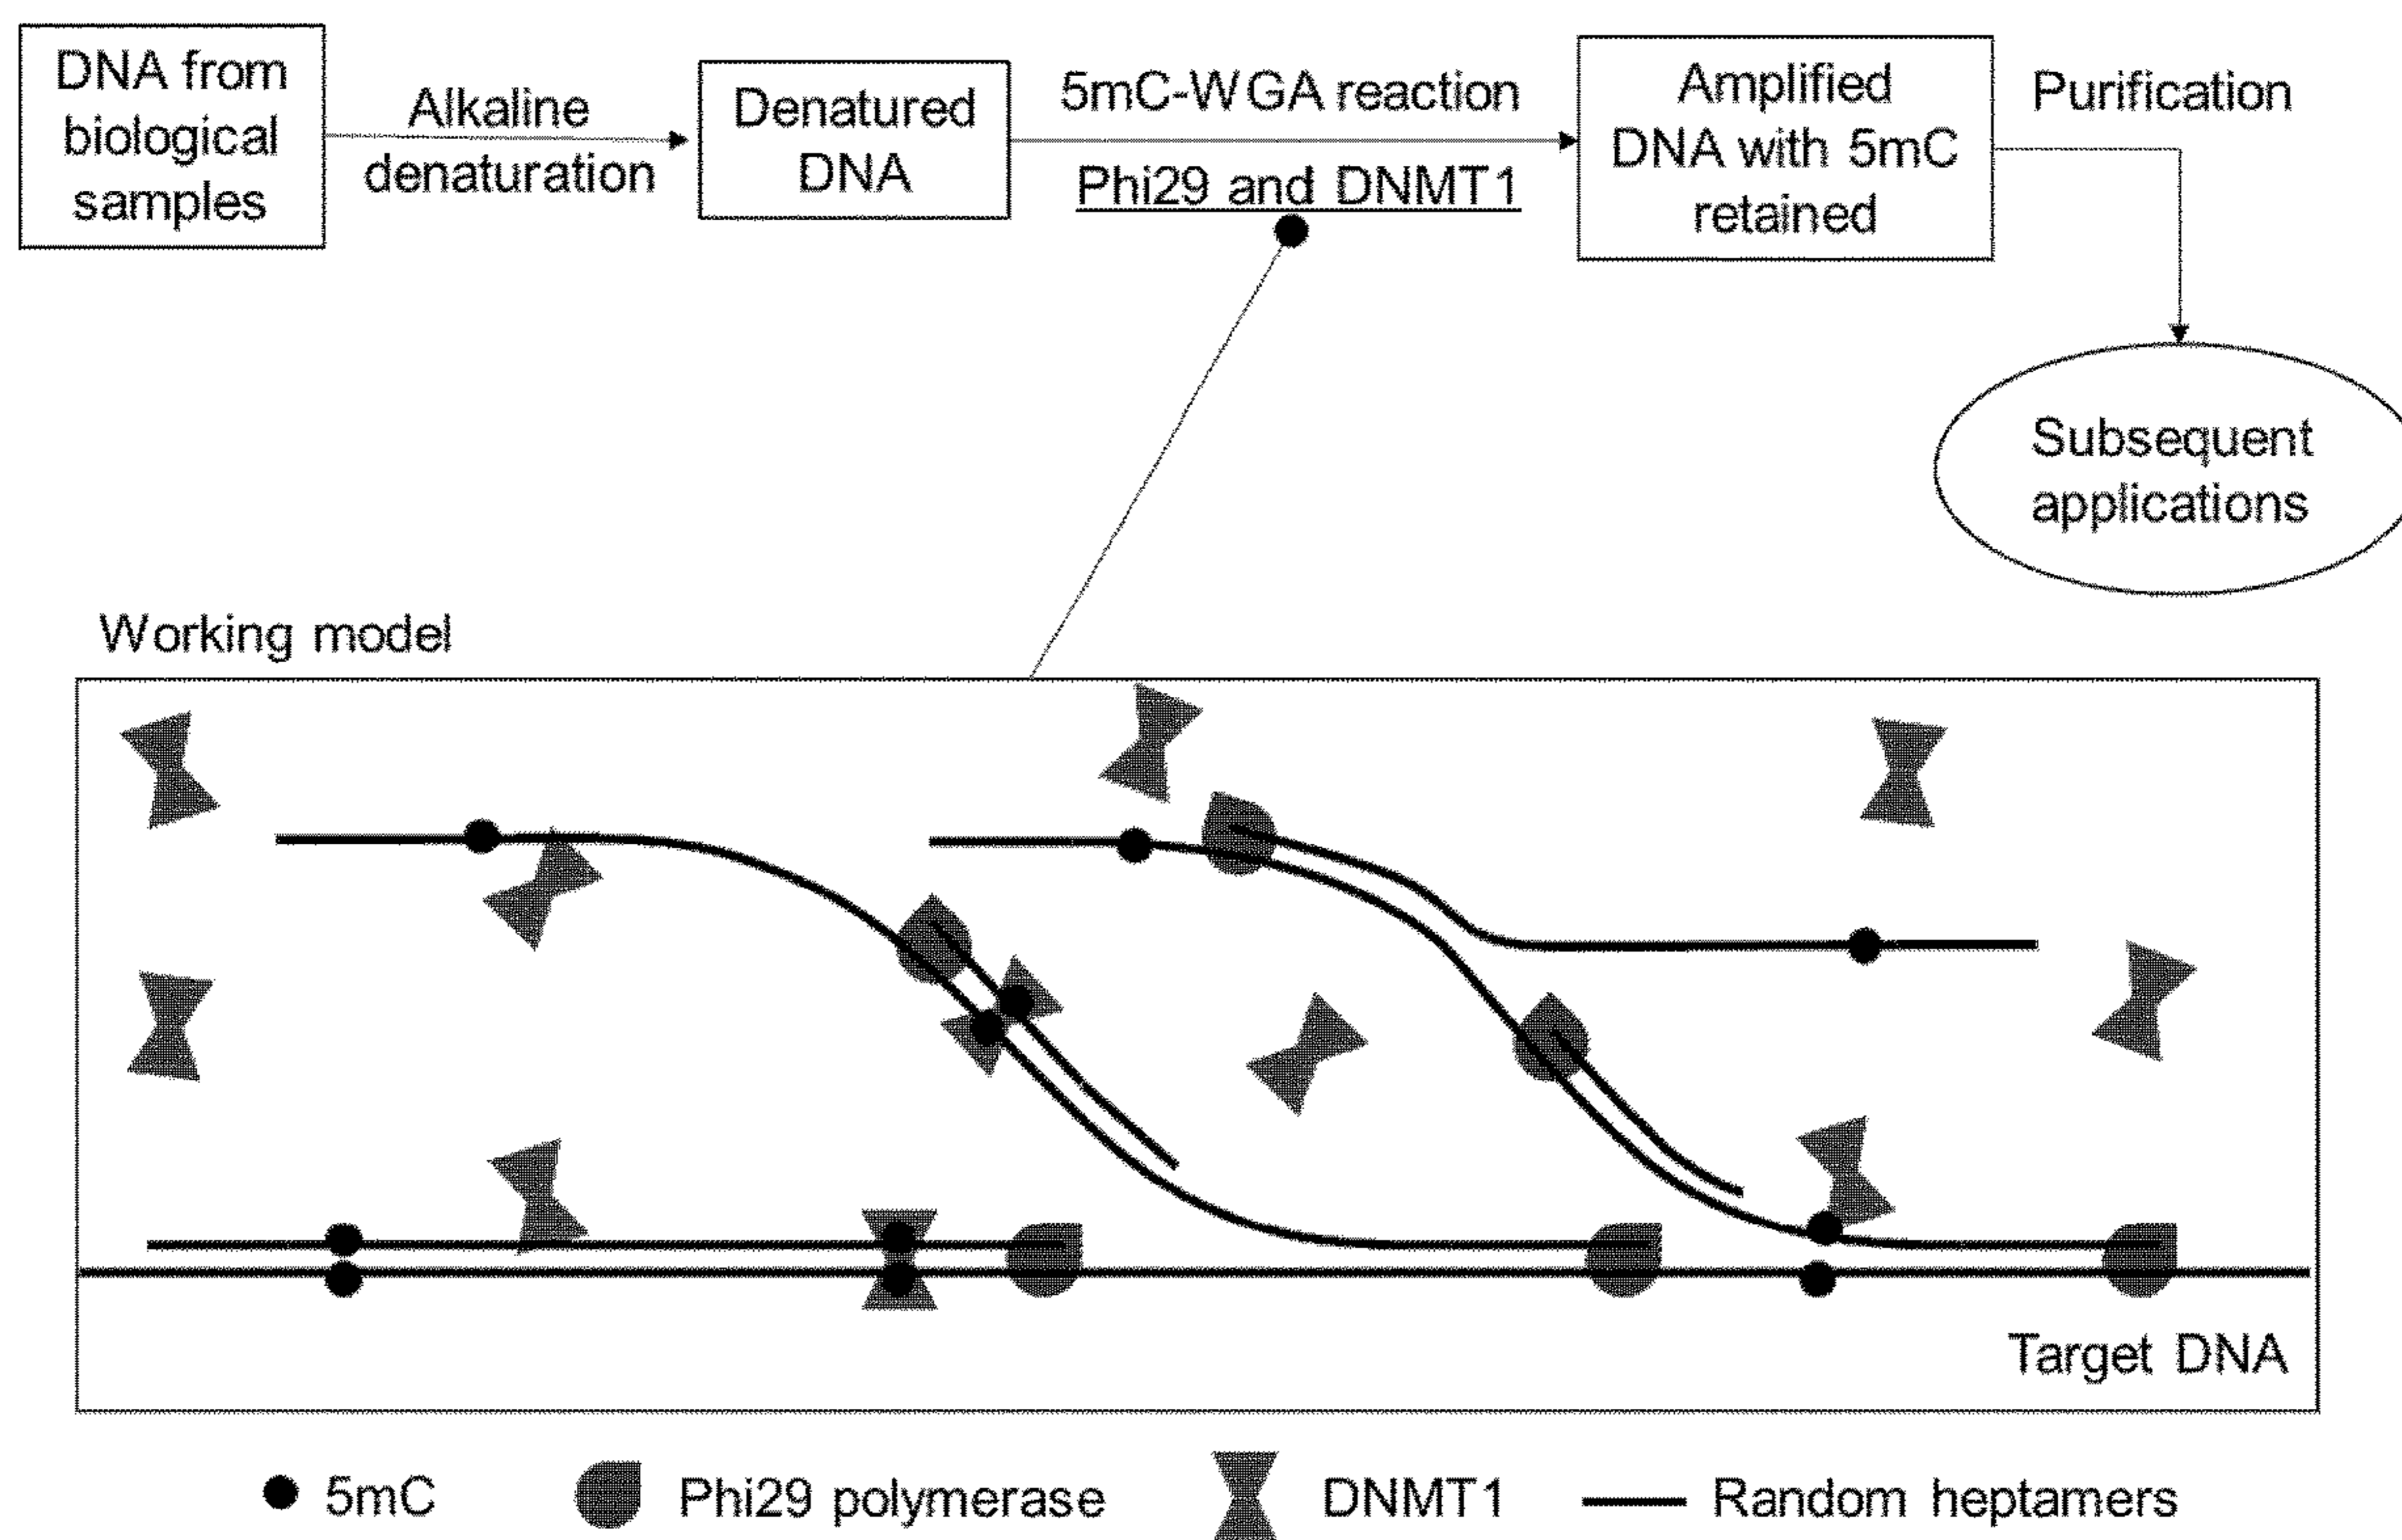 DNA from
biological
samples
Alkaline
denaturation
Denatured
DNA
5mC-WGA reaction
Phi29 and DNMT1
Amplified
DNA with 5mC
retained
Purification
Subsequent
applications
Working model
Target DNA
5mC
Phi29 polymerase
DNMT1
Random heptamers